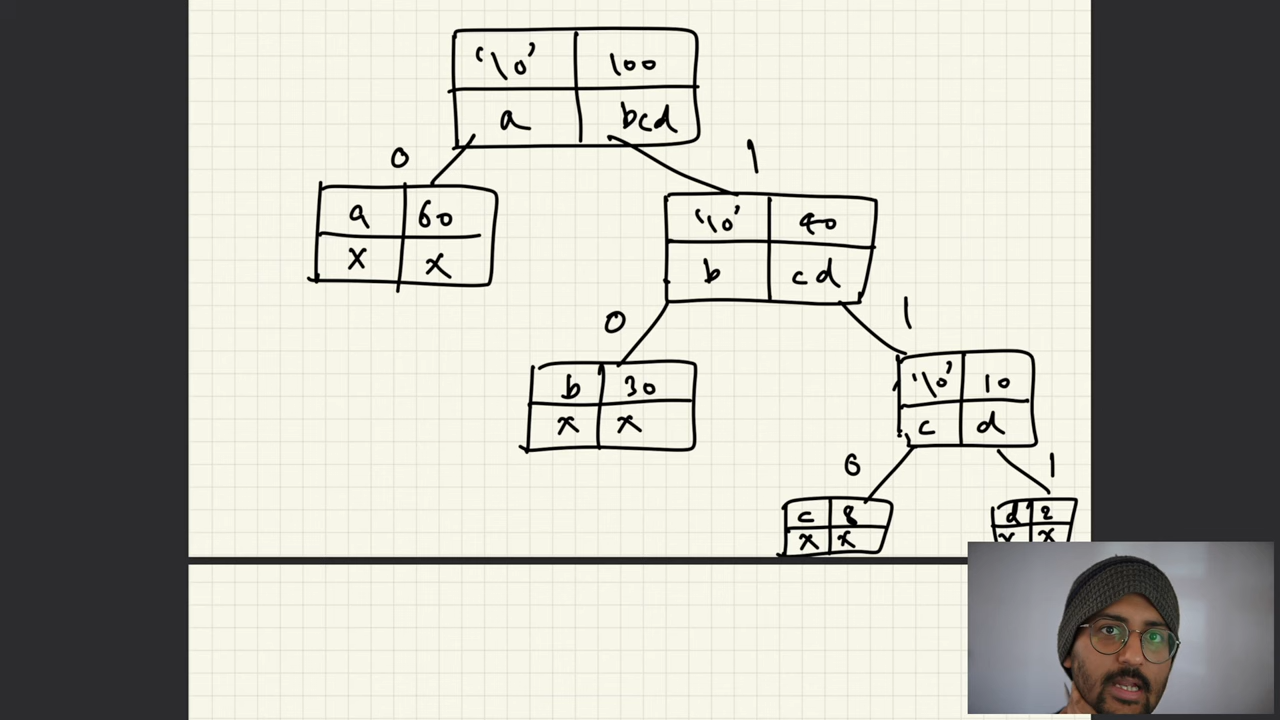 '\0' 100
a bcd
0 1
a 60
x x
'\0' 40
b cd
0 1
b 30
x x
'\0' 10
c d
0 1
c 8
x x
d 2
x x